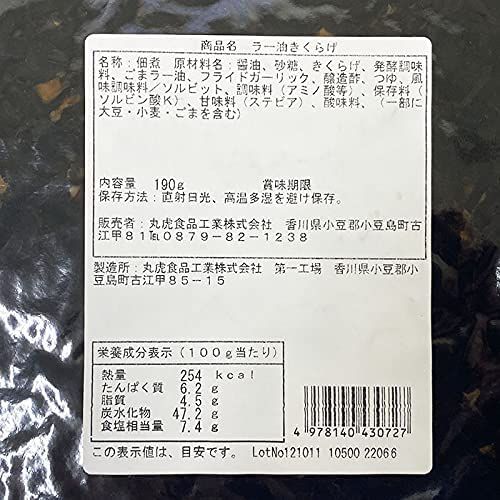 商品名 ラー油きくらげ
名称：佃煮 原材料名：醤油、砂糖、きくらげ、発酵調味
料、ごまラー油、フライドガーリック、醸造酢、つゆ、風
味調味料／ソルビット、調味料（アミノ酸等）、保存料（
ソルビン酸K）、甘味料（ステビア）、酸味料、（一部に
大豆・小麦・ごまを含む）
内容量 190g 賞味期限
保存方法：直射日光、高温多湿を避け保存。
販売者：丸虎食品工業株式会社 香川県小豆郡小豆島町古
江甲81℡0879-82-1238
製造所：丸虎食品工業株式会社 第一工場 香川県小豆郡小
豆島町古江甲85-15
栄養成分表示（100g当たり）
熱量 254 kcal
たんぱく質 6.2 g
脂質 4.5 g
炭水化物 47.2 g
食塩相当量 7.4 g
4 978140 430727
この表示値は、目安です。 LotNo121011 10500 22066